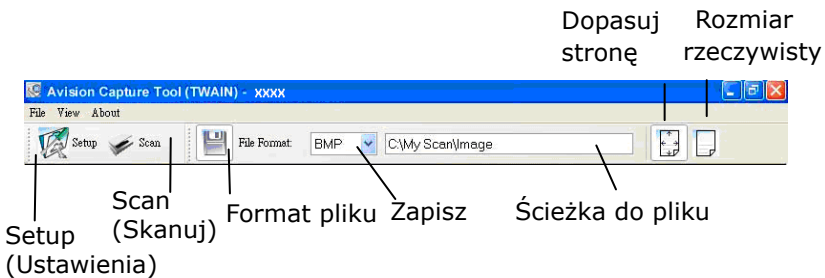 Dopasuj stronę
Rozmiar rzeczywisty
Avision Capture Tool (TWAIN) - xxxx
File View About
Setup Scan File Format: BMP C:\My Scan\Image
Setup (Ustawienia)
Scan (Skanuj)
Format pliku
Zapisz
Ścieżka do pliku